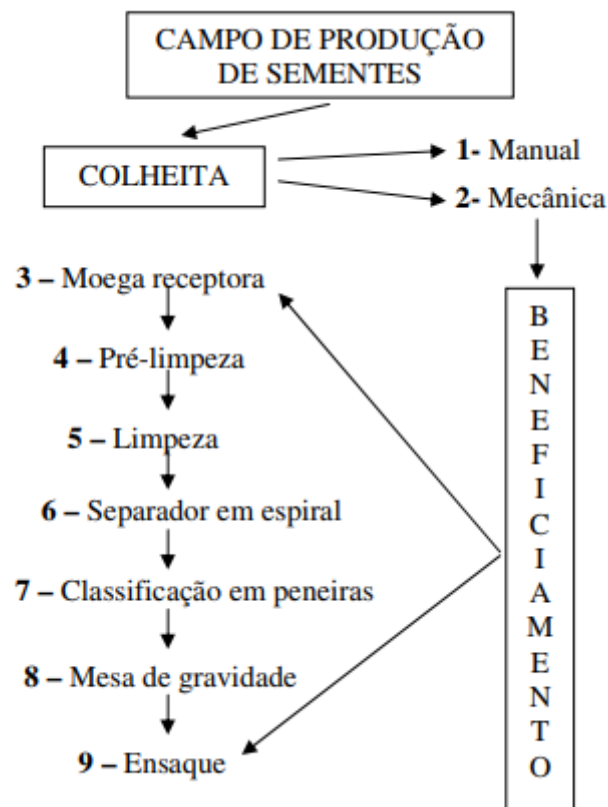 CAMPO DE PRODUÇÃO
DE SEMENTES
COLHEITA
1- Manual
2- Mecânica
3 – Moega receptora
4 – Pré-limpeza
5 – Limpeza
6 – Separador em espiral
7 – Classificação em peneiras
8 – Mesa de gravidade
9 – Ensaque
B
E
N
E
F
I
C
I
A
M
E
N
T
O